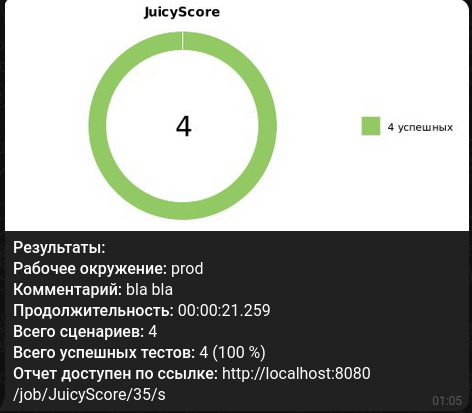 JuicyScore
4
4 успешных
Результаты:
Рабочее окружение: prod
Комментарий: bla bla
Продолжительность: 00:00:21.259
Всего сценариев: 4
Всего успешных тестов: 4 (100 %)
Отчет доступен по ссылке: http://localhost:8080
/job/JuicyScore/35/s
01:05